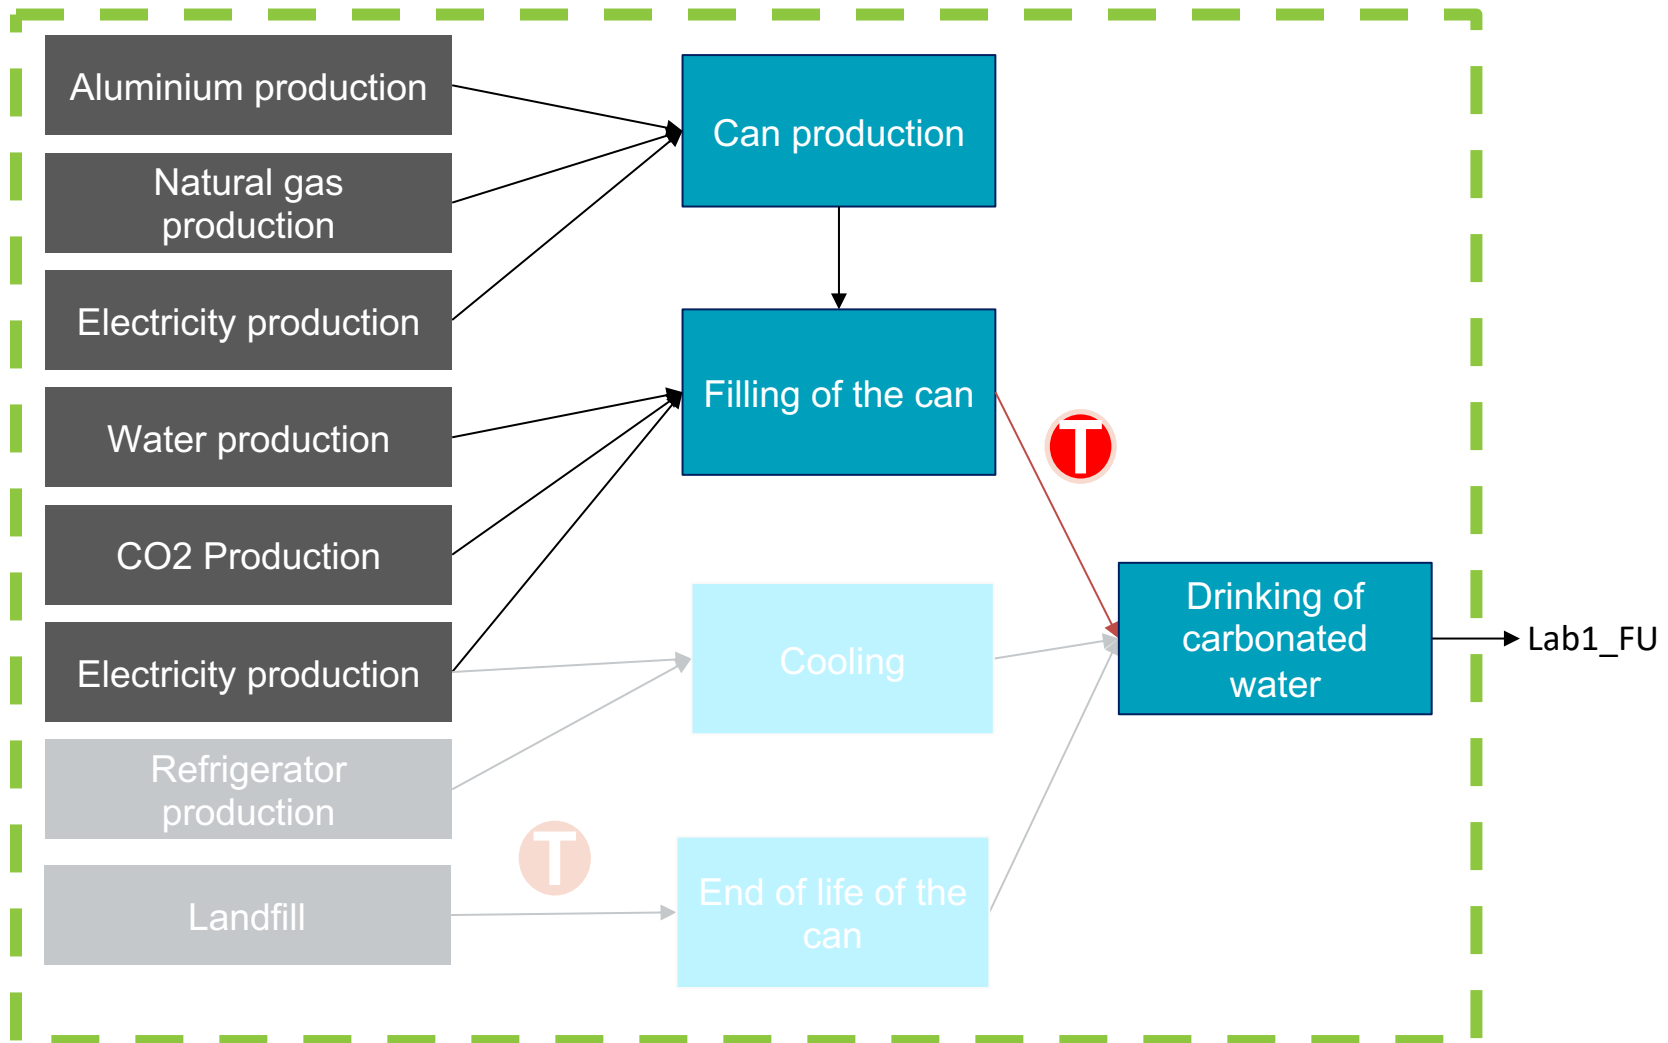 Aluminium production
Natural gas
production
Electricity production
Water production
CO2 Production
Electricity production
Refrigerator
production
Landfill
Can production
Filling of the can
Cooling
End of life of the
can
T
T
Drinking of
carbonated
water
Lab1_FU